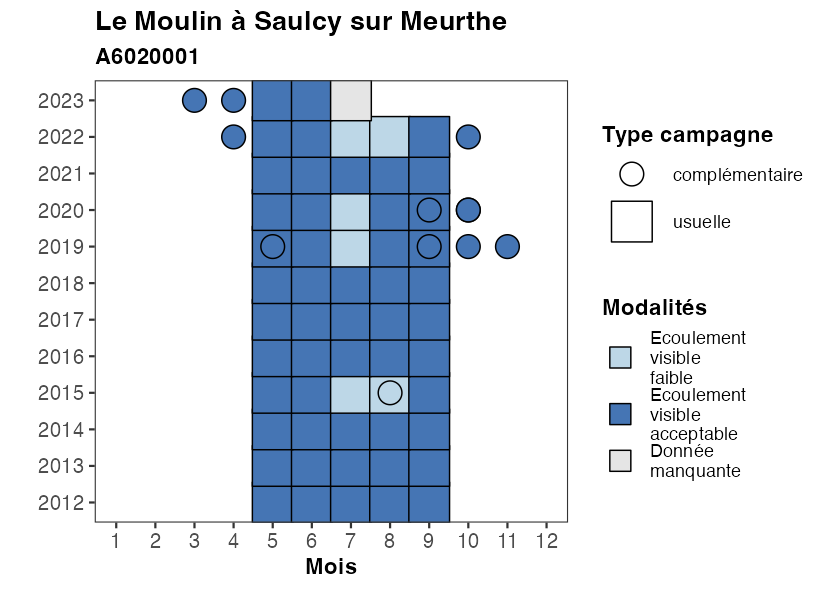 Le Moulin à Saulcy sur Meurthe
A6020001
2023
2022
2021
2020
2019
2018
2017
2016
2015
2014
2013
2012
1 2 3 4 5 6 7 8 9 10 11 12
Mois
Type campagne
complémentaire
usuelle
Modalités
Ecoulement
visible
faible
Ecoulement
visible
acceptable
Donnée
manquante